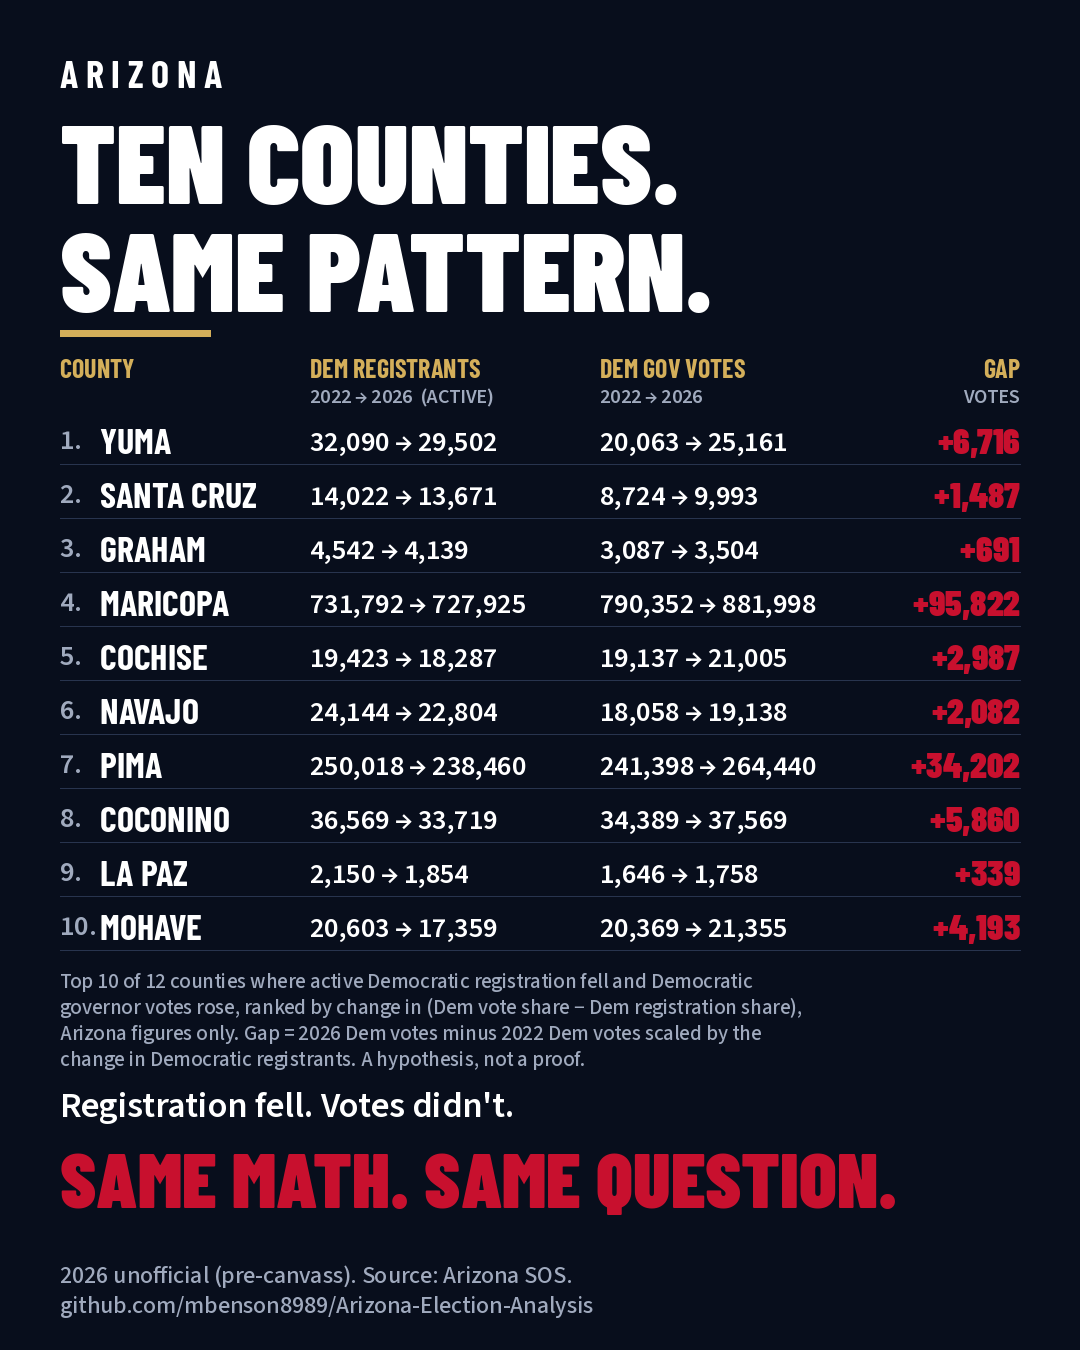 ARIZONA
TEN COUNTIES.
SAME PATTERN.
COUNTY DEM REGISTRANTS DEM GOV VOTES GAP
2022 → 2026 (ACTIVE) 2022 → 2026 VOTES
1. YUMA 32,090 → 29,502 20,063 → 25,161 +6,716
2. SANTA CRUZ 14,022 → 13,671 8,724 → 9,993 +1,487
3. GRAHAM 4,542 → 4,139 3,087 → 3,504 +691
4. MARICOPA 731,792 → 727,925 790,352 → 881,998 +95,822
5. COCHISE 19,423 → 18,287 19,137 → 21,005 +2,987
6. NAVAJO 24,144 → 22,804 18,058 → 19,138 +2,082
7. PIMA 250,018 → 238,460 241,398 → 264,440 +34,202
8. COCONINO 36,569 → 33,719 34,389 → 37,569 +5,860
9. LA PAZ 2,150 → 1,854 1,646 → 1,758 +339
10. MOHAVE 20,603 → 17,359 20,369 → 21,355 +4,193
Top 10 of 12 counties where active Democratic registration fell and Democratic
governor votes rose, ranked by change in (Dem vote share − Dem registration share),
Arizona figures only. Gap = 2026 Dem votes minus 2022 Dem votes scaled by the
change in Democratic registrants. A hypothesis, not a proof.
Registration fell. Votes didn't.
SAME MATH. SAME QUESTION.
2026 unofficial (pre-canvass). Source: Arizona SOS.
github.com/mbenson8989/Arizona-Election-Analysis